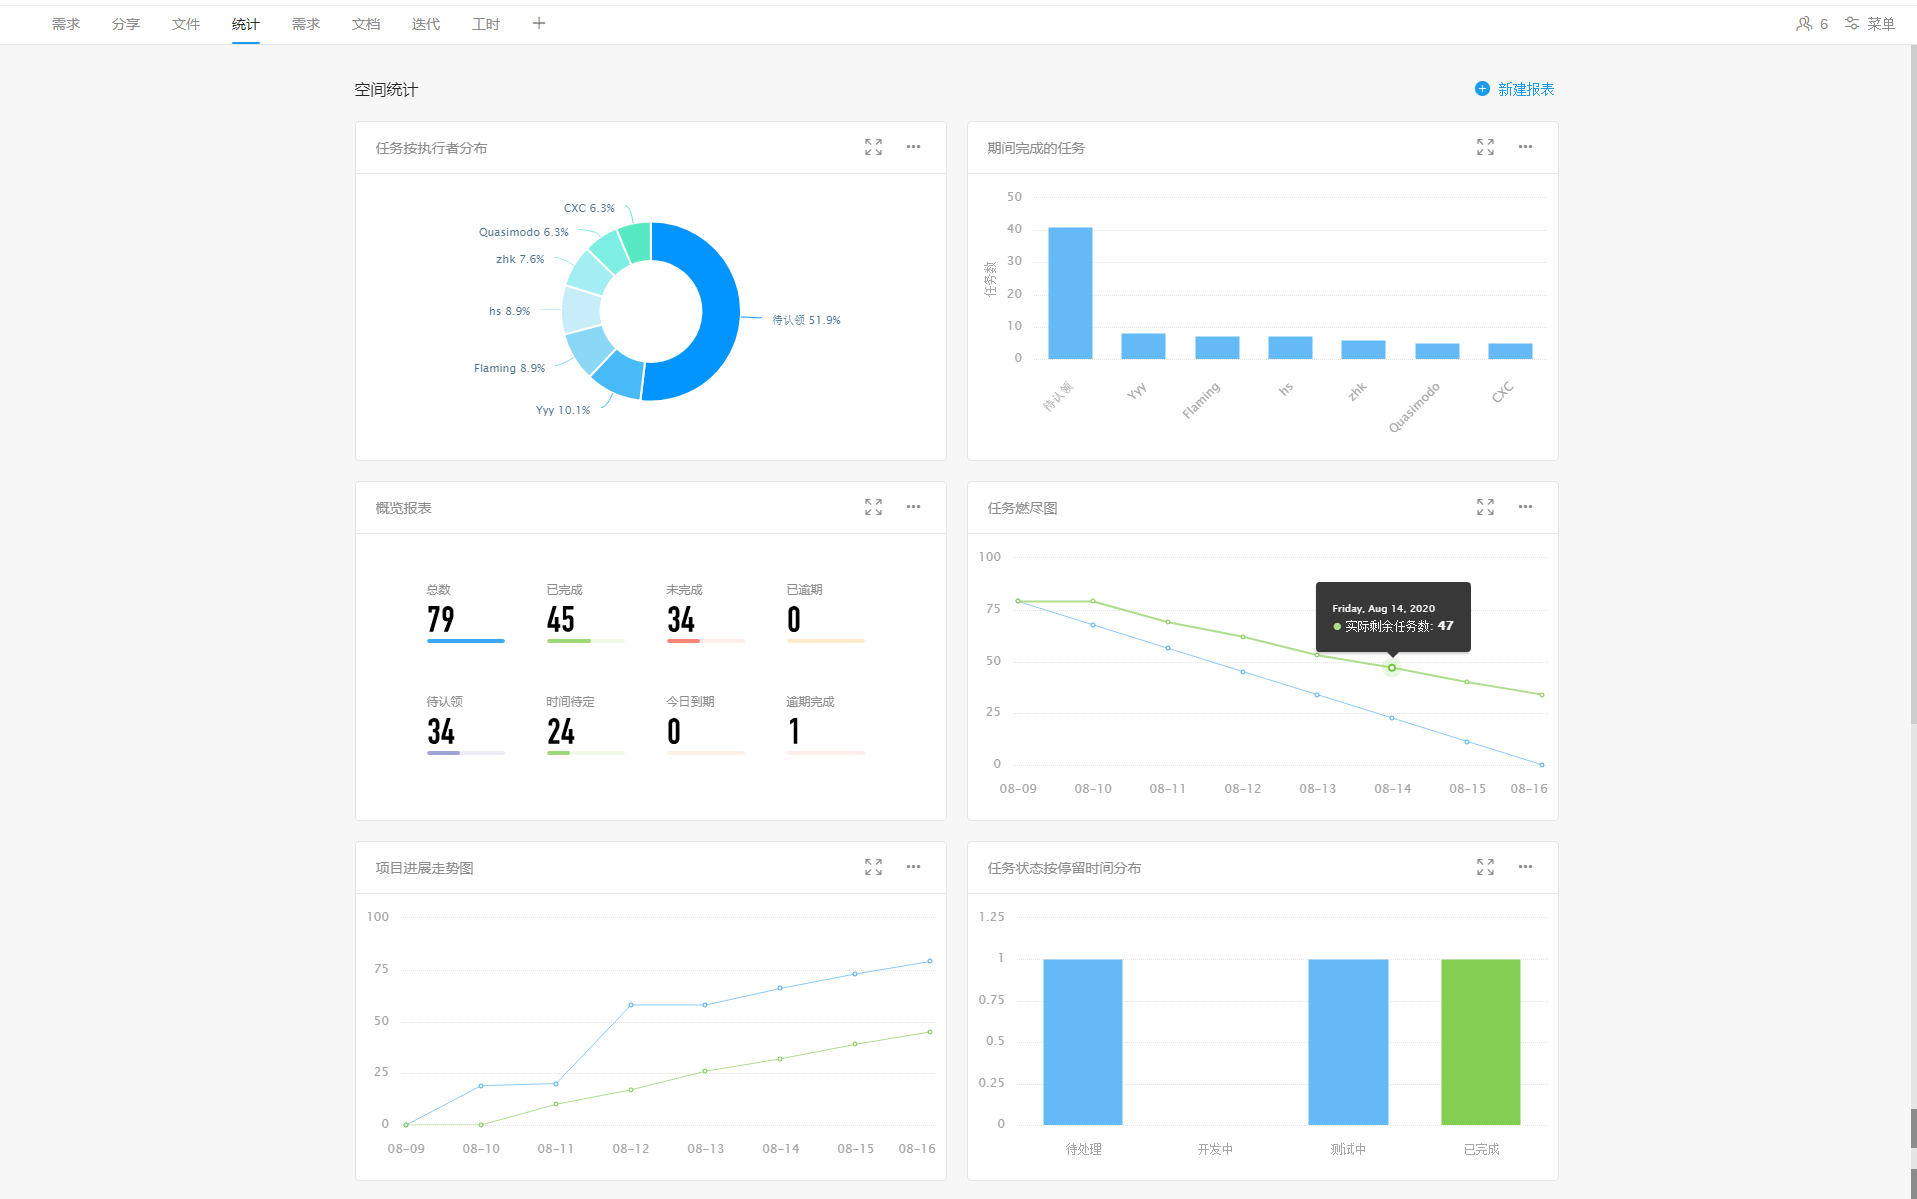 需求 分享 文件 统计 需求 文档 迭代 工时 6 菜单
空间统计 新建报表
任务按执行者分布
CXC 6.3%
Quasimodo 6.3%
zhk 7.6%
hs 8.9%
待认领 51.9%
Flaming 8.9%
Yyy 10.1%
期间完成的任务
50
40
30
20
10
0
任务数
待认领 Yyy Flaming hs zhk Quasimodo CXC
概览报表
总数 已完成 未完成 已逾期
79 45 34 0
待认领 时间待定 今日到期 逾期完成
34 24 0 1
任务燃尽图
100
75
50
25
0
Friday, Aug 14, 2020
实际剩余任务数: 47
08-09 08-10 08-11 08-12 08-13 08-14 08-15 08-16
项目进展走势图
100
75
50
25
0
08-09 08-10 08-11 08-12 08-13 08-14 08-15 08-16
任务状态按停留时间分布
1.25
1
0.75
0.5
0.25
0
待处理 开发中 测试中 已完成